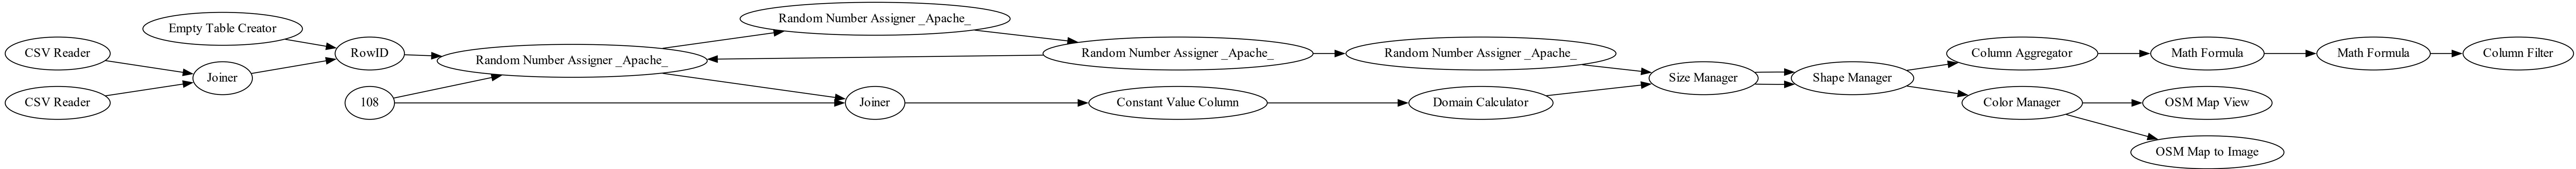 CSV Reader
CSV Reader
Empty Table Creator
Joiner
RowID
108
Random Number Assigner _Apache_
Random Number Assigner _Apache_
Joiner
Random Number Assigner _Apache_
Constant Value Column
Random Number Assigner _Apache_
Domain Calculator
Size Manager
Shape Manager
Column Aggregator
Color Manager
Math Formula
OSM Map View
OSM Map to Image
Math Formula
Column Filter